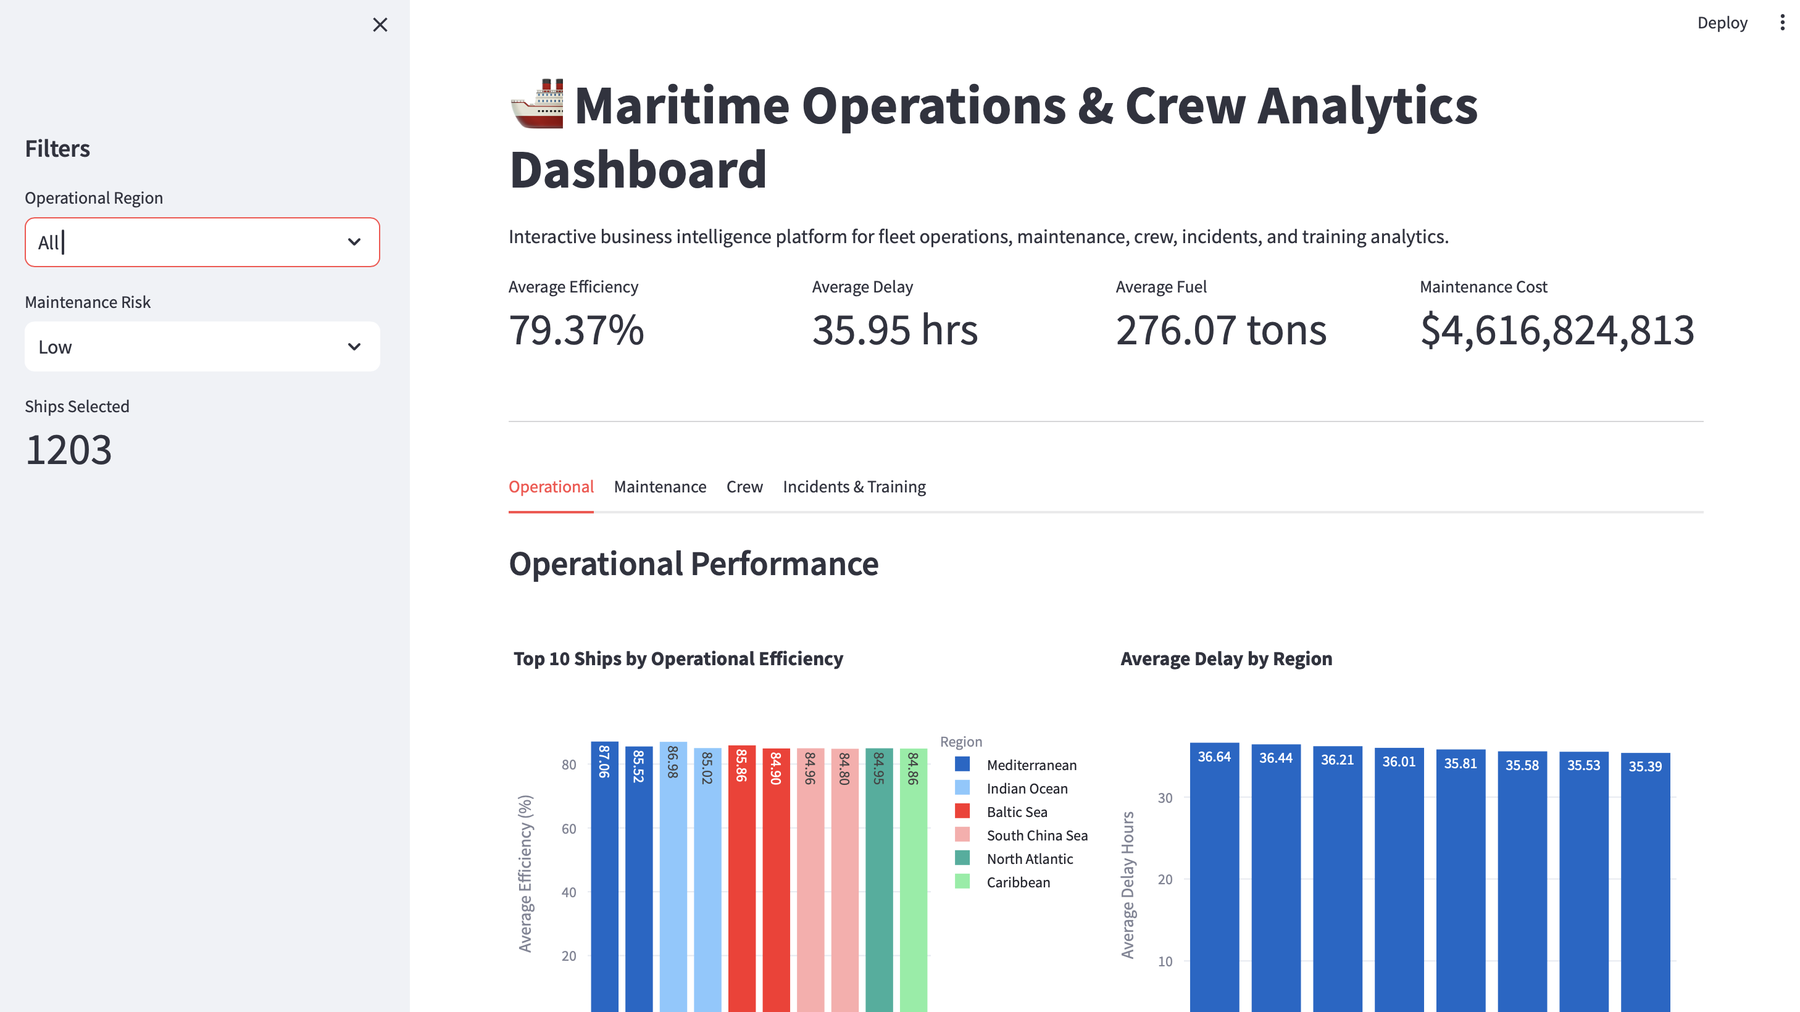 Deploy
Filters
Operational Region
All
Maintenance Risk
Low
Ships Selected
1203
Maritime Operations & Crew Analytics
Dashboard
Interactive business intelligence platform for fleet operations, maintenance, crew, incidents, and training analytics.
Average Efficiency
79.37%
Average Delay
35.95 hrs
Average Fuel
276.07 tons
Maintenance Cost
$4,616,824,813
Operational Maintenance Crew Incidents & Training
Operational Performance
Top 10 Ships by Operational Efficiency
Average Efficiency (%)
80
60
40
20
87.06
85.52
86.98
85.02
85.86
84.90
84.96
84.80
84.95
84.86
Region
Mediterranean
Indian Ocean
Baltic Sea
South China Sea
North Atlantic
Caribbean
Average Delay by Region
Average Delay Hours
30
20
10
36.64
36.44
36.21
36.01
35.81
35.58
35.53
35.39